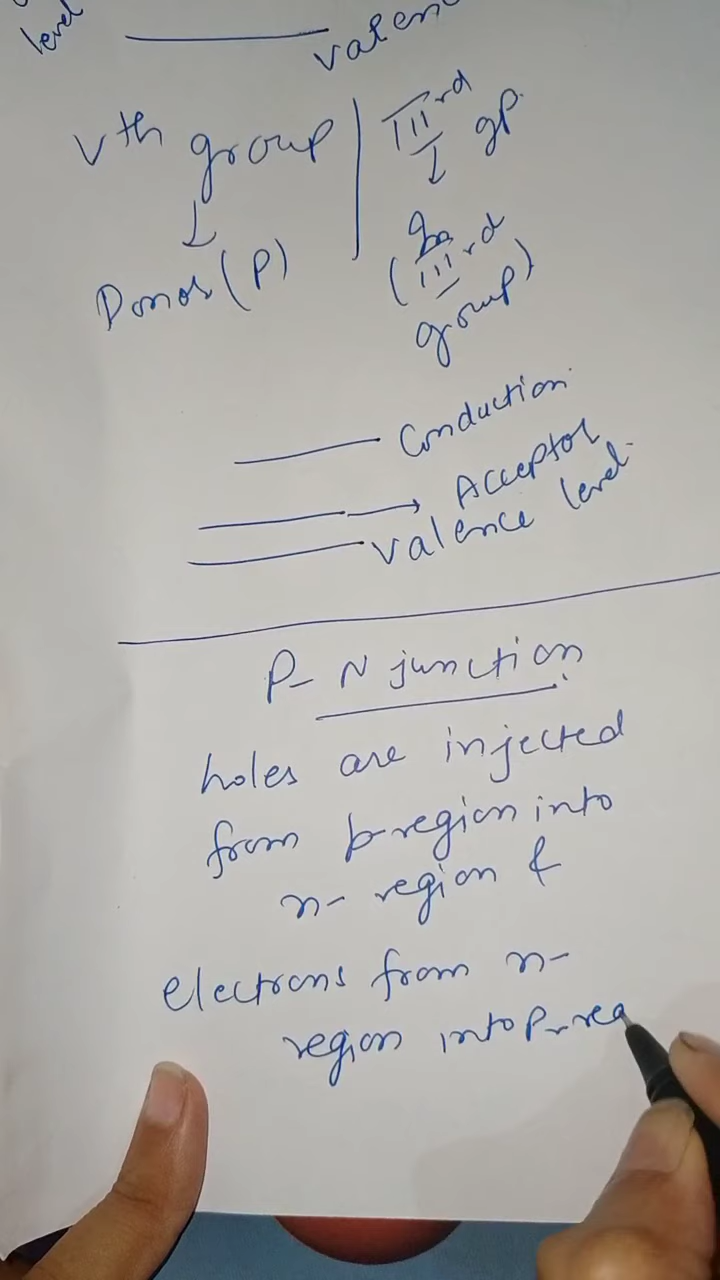 level
valen
Vth group | IIIrd gp.
Donor (P)
(In IIIrd group)
Conduction
Acceptor
valence level.
P-N junction
holes are injected
from p-region into
n- region &
electrons from n-
region into P-reg